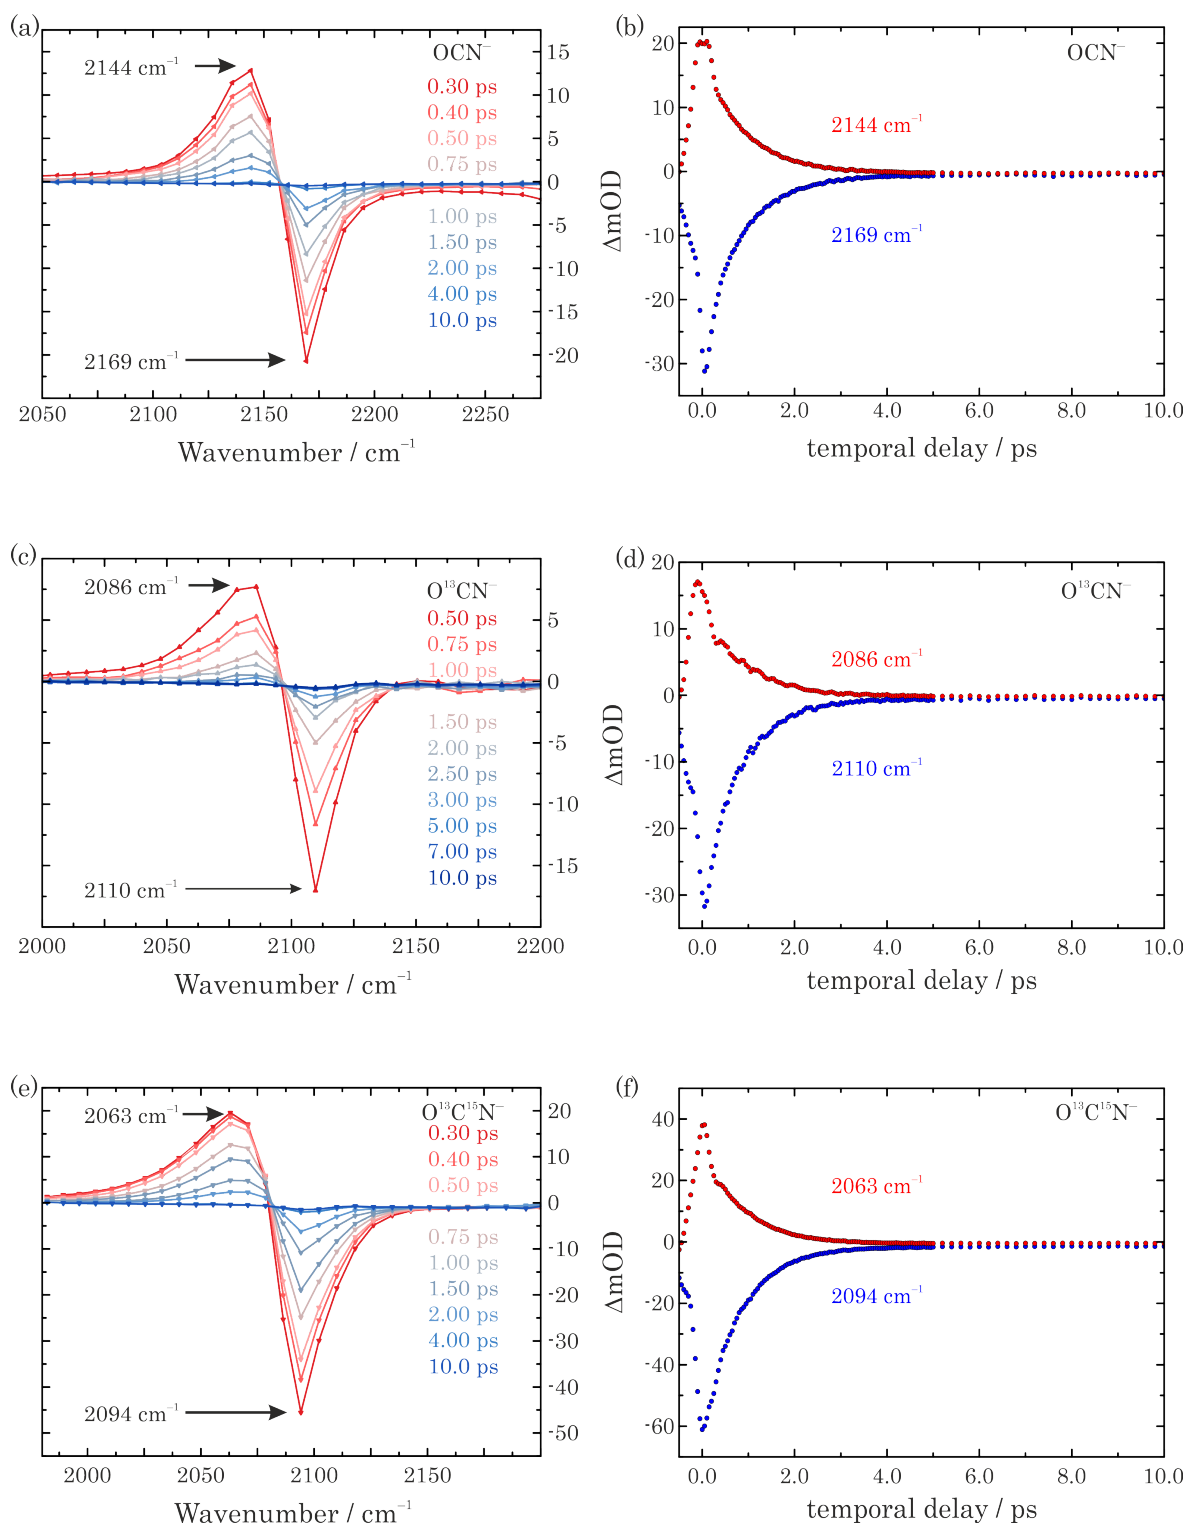 (a)
OCN⁻
2144 cm⁻¹
0.30 ps
0.40 ps
0.50 ps
0.75 ps
1.00 ps
1.50 ps
2.00 ps
4.00 ps
10.0 ps
2169 cm⁻¹
15
10
5
0
-5
-10
-15
-20
2050 2100 2150 2200 2250
Wavenumber / cm⁻¹
(b)
OCN⁻
20
10
0
-10
-20
-30
ΔmOD
2144 cm⁻¹
2169 cm⁻¹
0.0 2.0 4.0 6.0 8.0 10.0
temporal delay / ps
(c)
O¹³CN⁻
2086 cm⁻¹
0.50 ps
0.75 ps
1.00 ps
1.50 ps
2.00 ps
2.50 ps
3.00 ps
5.00 ps
7.00 ps
10.0 ps
2110 cm⁻¹
5
0
-5
-10
-15
2000 2050 2100 2150 2200
Wavenumber / cm⁻¹
(d)
O¹³CN⁻
20
10
0
-10
-20
-30
ΔmOD
2086 cm⁻¹
2110 cm⁻¹
0.0 2.0 4.0 6.0 8.0 10.0
temporal delay / ps
(e)
O¹³C¹⁵N⁻
2063 cm⁻¹
0.30 ps
0.40 ps
0.50 ps
0.75 ps
1.00 ps
1.50 ps
2.00 ps
4.00 ps
10.0 ps
2094 cm⁻¹
20
10
0
-10
-20
-30
-40
-50
2000 2050 2100 2150
Wavenumber / cm⁻¹
(f)
O¹³C¹⁵N⁻
40
20
0
-20
-40
-60
ΔmOD
2063 cm⁻¹
2094 cm⁻¹
0.0 2.0 4.0 6.0 8.0 10.0
temporal delay / ps